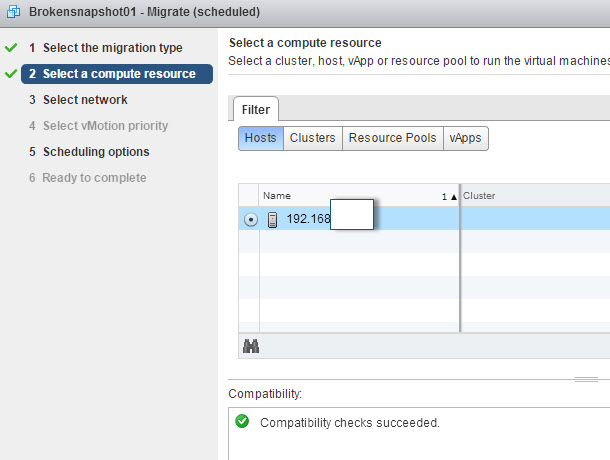 Brokensnapshot01 - Migrate (scheduled)
1 Select the migration type
2 Select a compute resource
3 Select network
4 Select vMotion priority
5 Scheduling options
6 Ready to complete
Select a compute resource
Select a cluster, host, vApp or resource pool to run the virtual machines
Filter
Hosts Clusters Resource Pools vApps
Name 1 ▲ Cluster
192.168
Compatibility:
Compatibility checks succeeded.